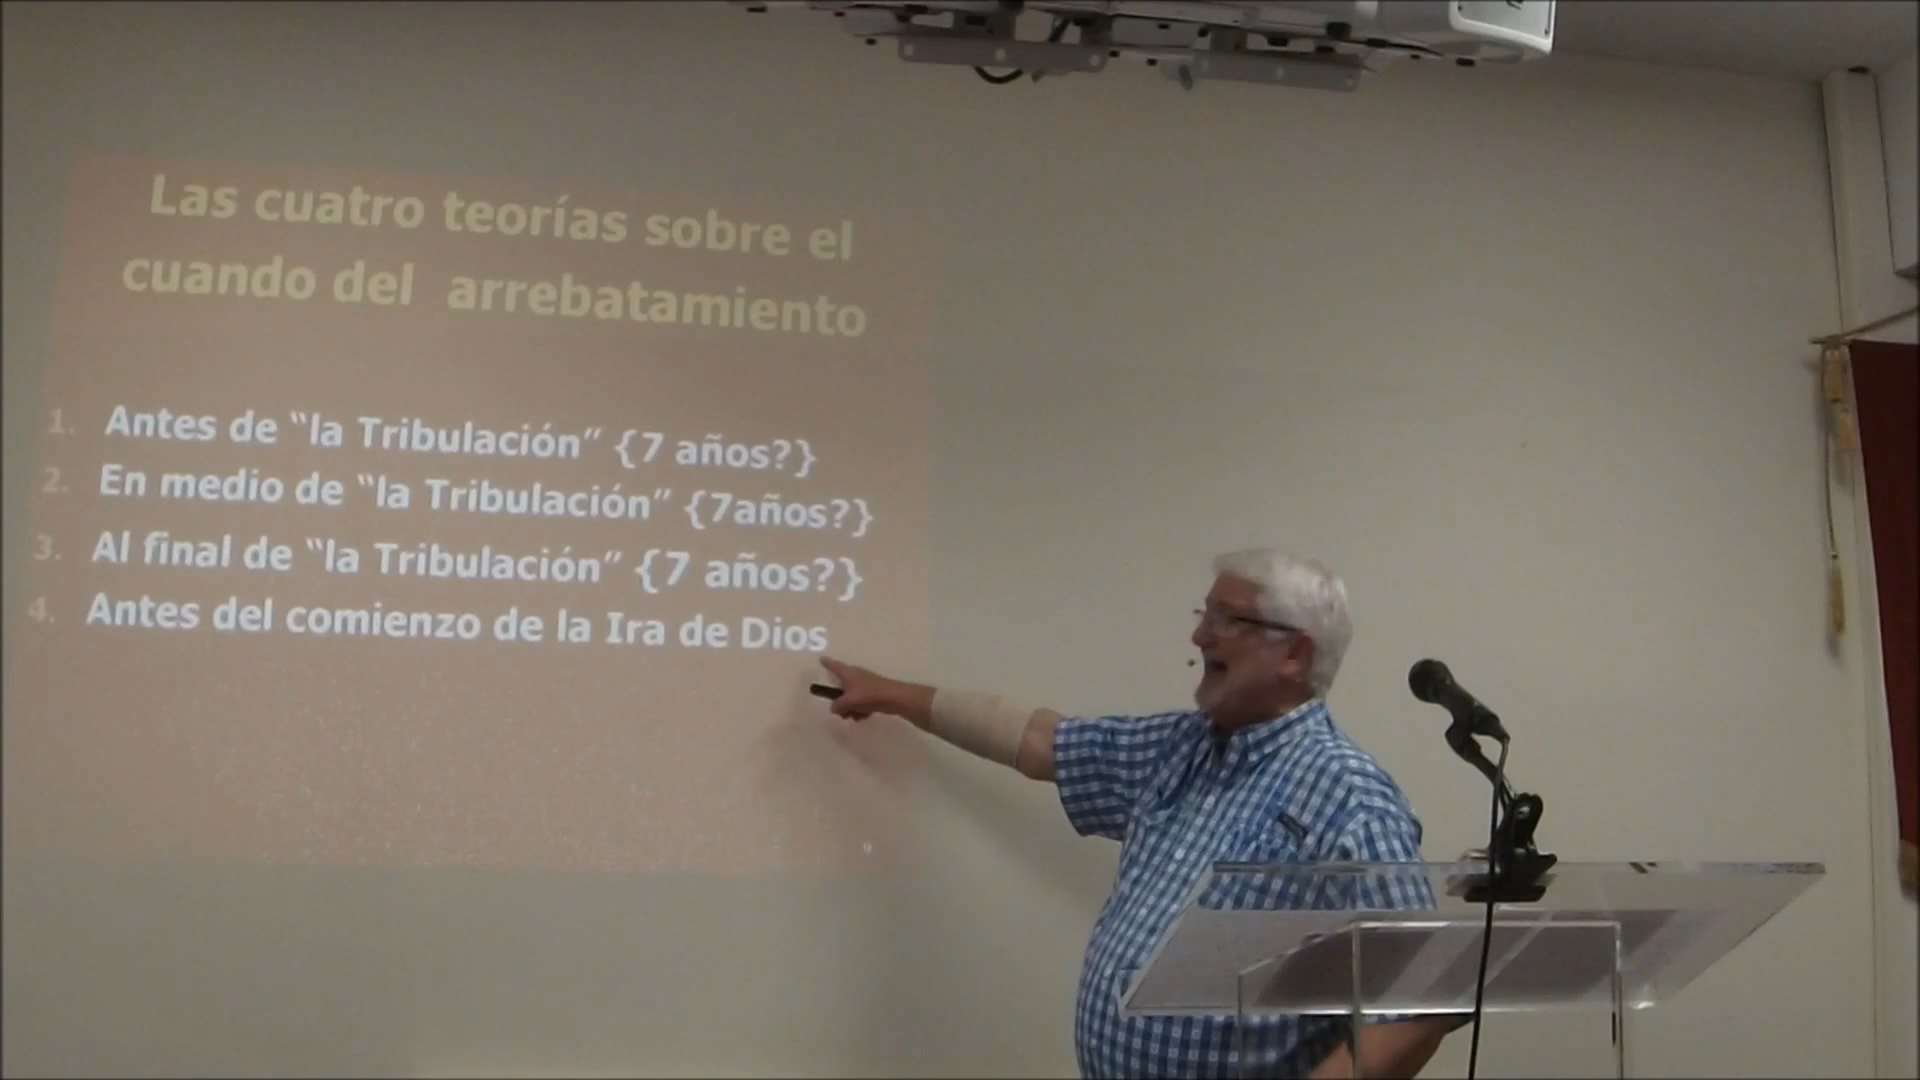 Las cuatro teorías sobre el
cuando del arrebatamiento
1. Antes de “la Tribulación” {7 años?}
2. En medio de “la Tribulación” {7años?}
3. Al final de “la Tribulación” {7 años?}
4. Antes del comienzo de la Ira de Dios
9